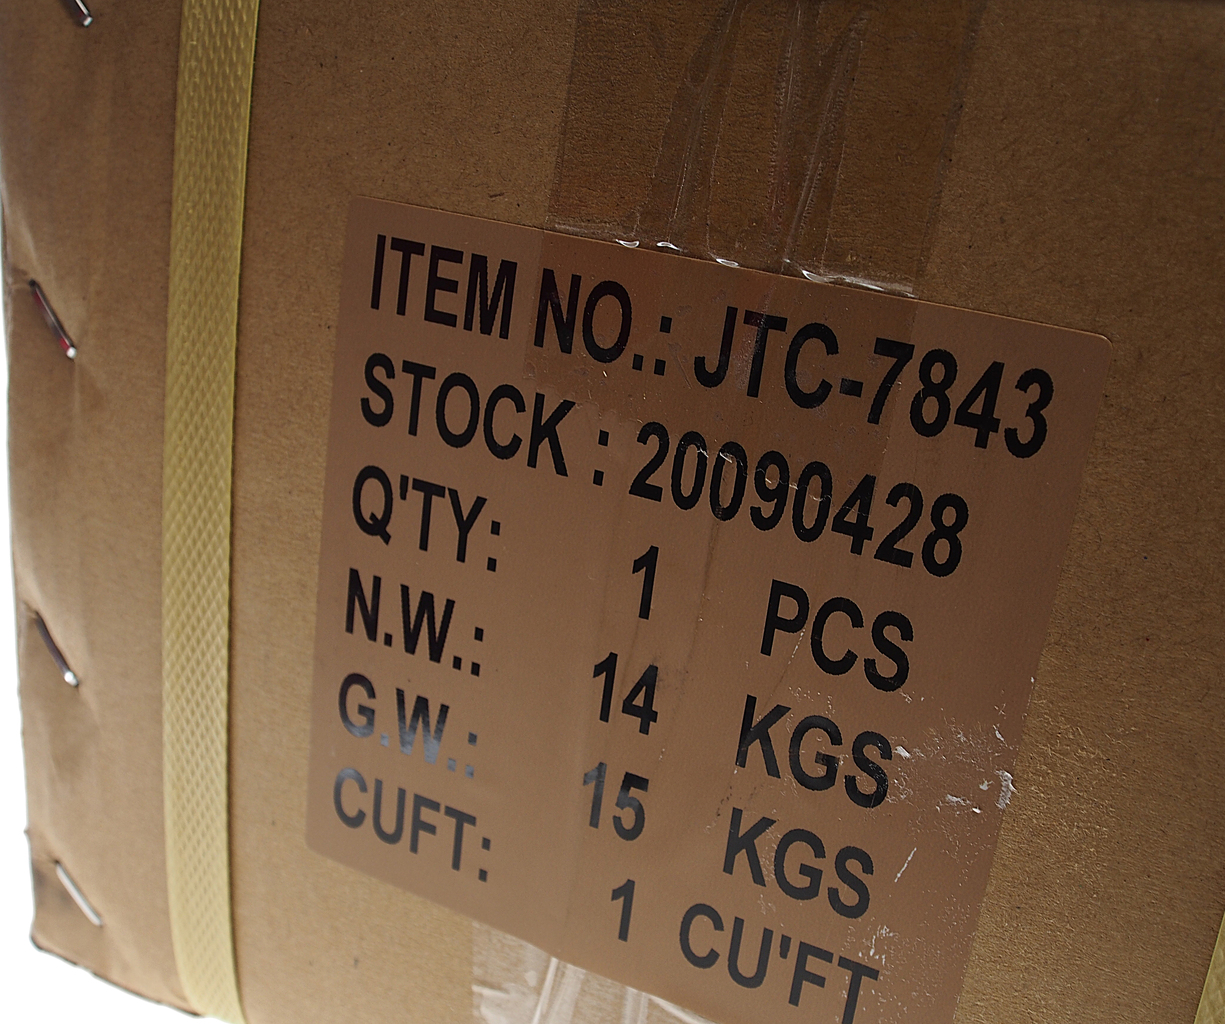 ITEM NO.: JTC-7843
STOCK : 20090428
Q'TY: 1 PCS
N.W.: 14 KGS
G.W.: 15 KGS
CUFT: 1 CU'FT